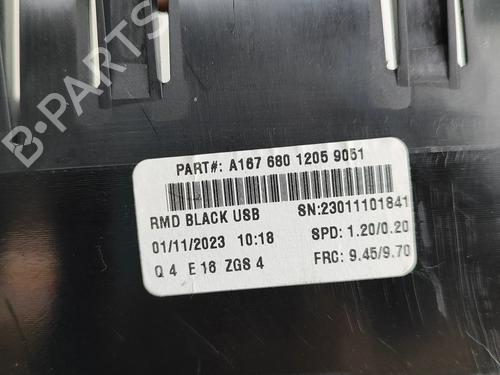 PART#: A167 680 1205 9051
RMD BLACK USB SN:23011101841
01/11/2023 10:18 SPD: 1.20/0.20
Q 4 E 16 ZGS 4 FRC: 9.45/9.70
B-PARTS